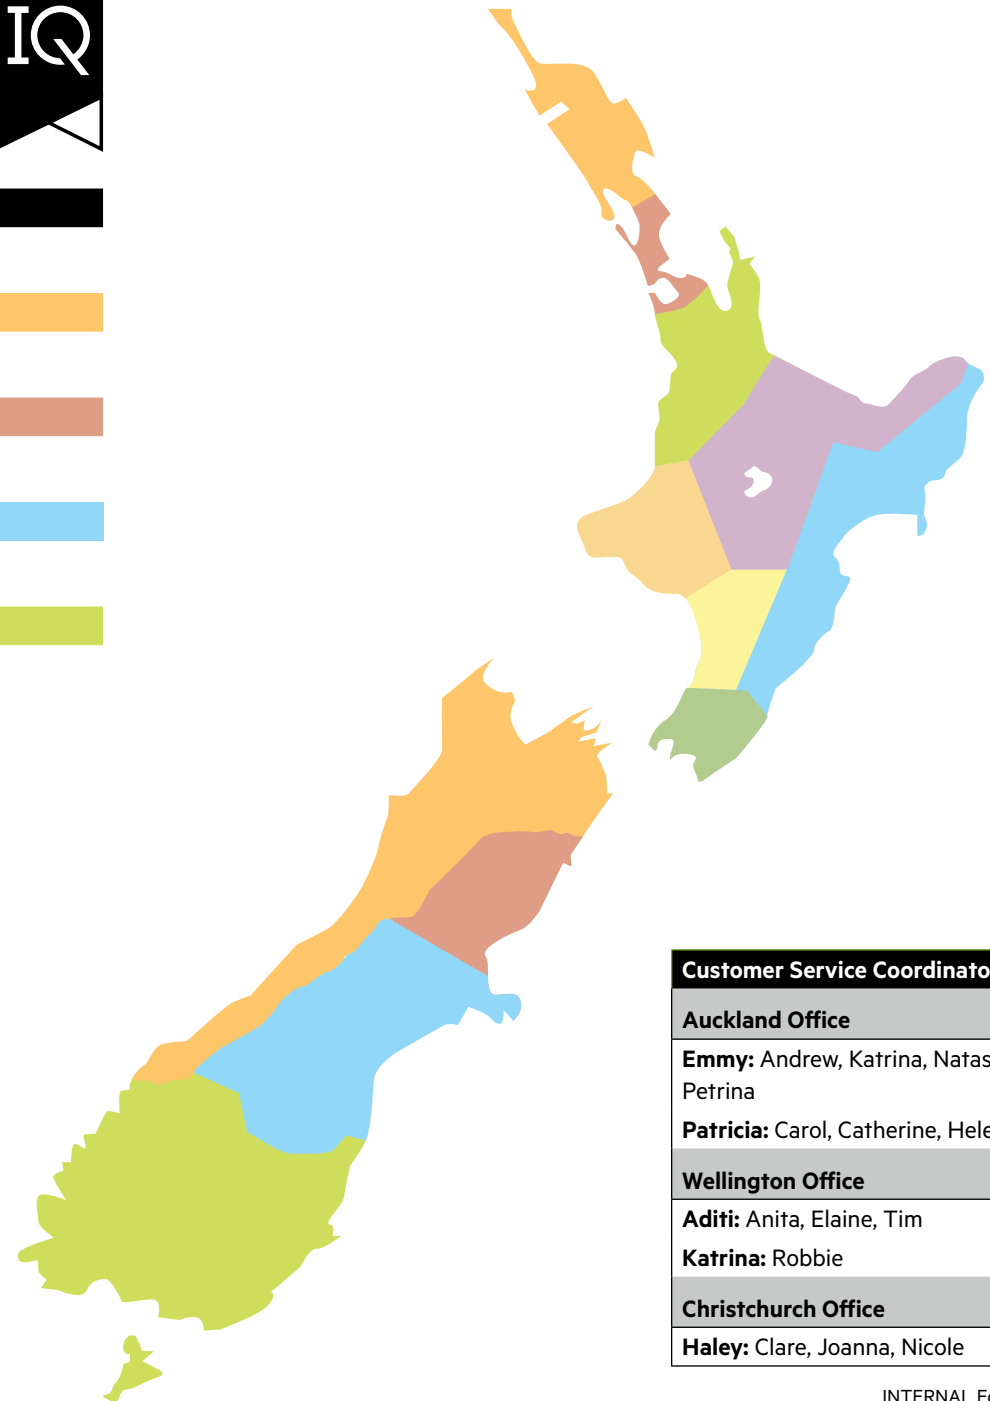 IQ
Customer Service Coordinato
Auckland Office
Emmy: Andrew, Katrina, Natas
Petrina
Patricia: Carol, Catherine, Hele
Wellington Office
Aditi: Anita, Elaine, Tim
Katrina: Robbie
Christchurch Office
Haley: Clare, Joanna, Nicole
INTERNAL